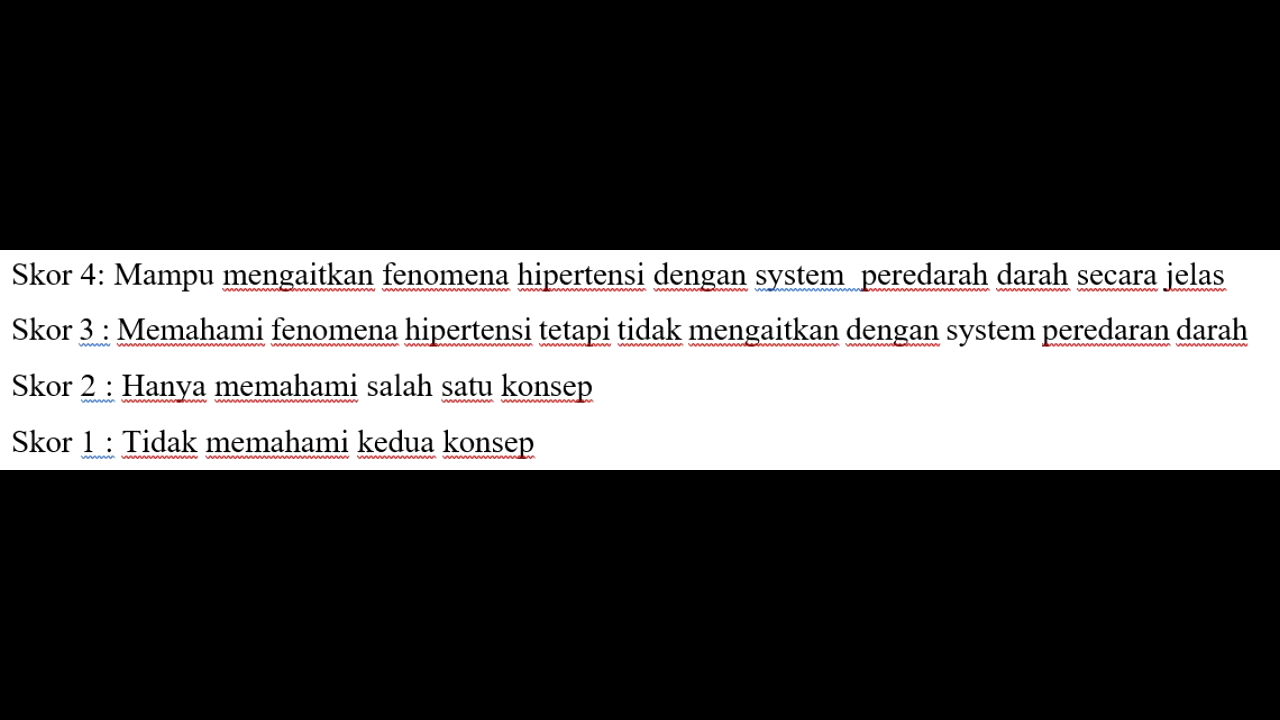 Skor 4: Mampu mengaitkan fenomena hipertensi dengan system  peredarah darah secara jelas
Skor 3 : Memahami fenomena hipertensi tetapi tidak mengaitkan dengan system peredaran darah
Skor 2 : Hanya memahami salah satu konsep
Skor 1 : Tidak memahami kedua konsep